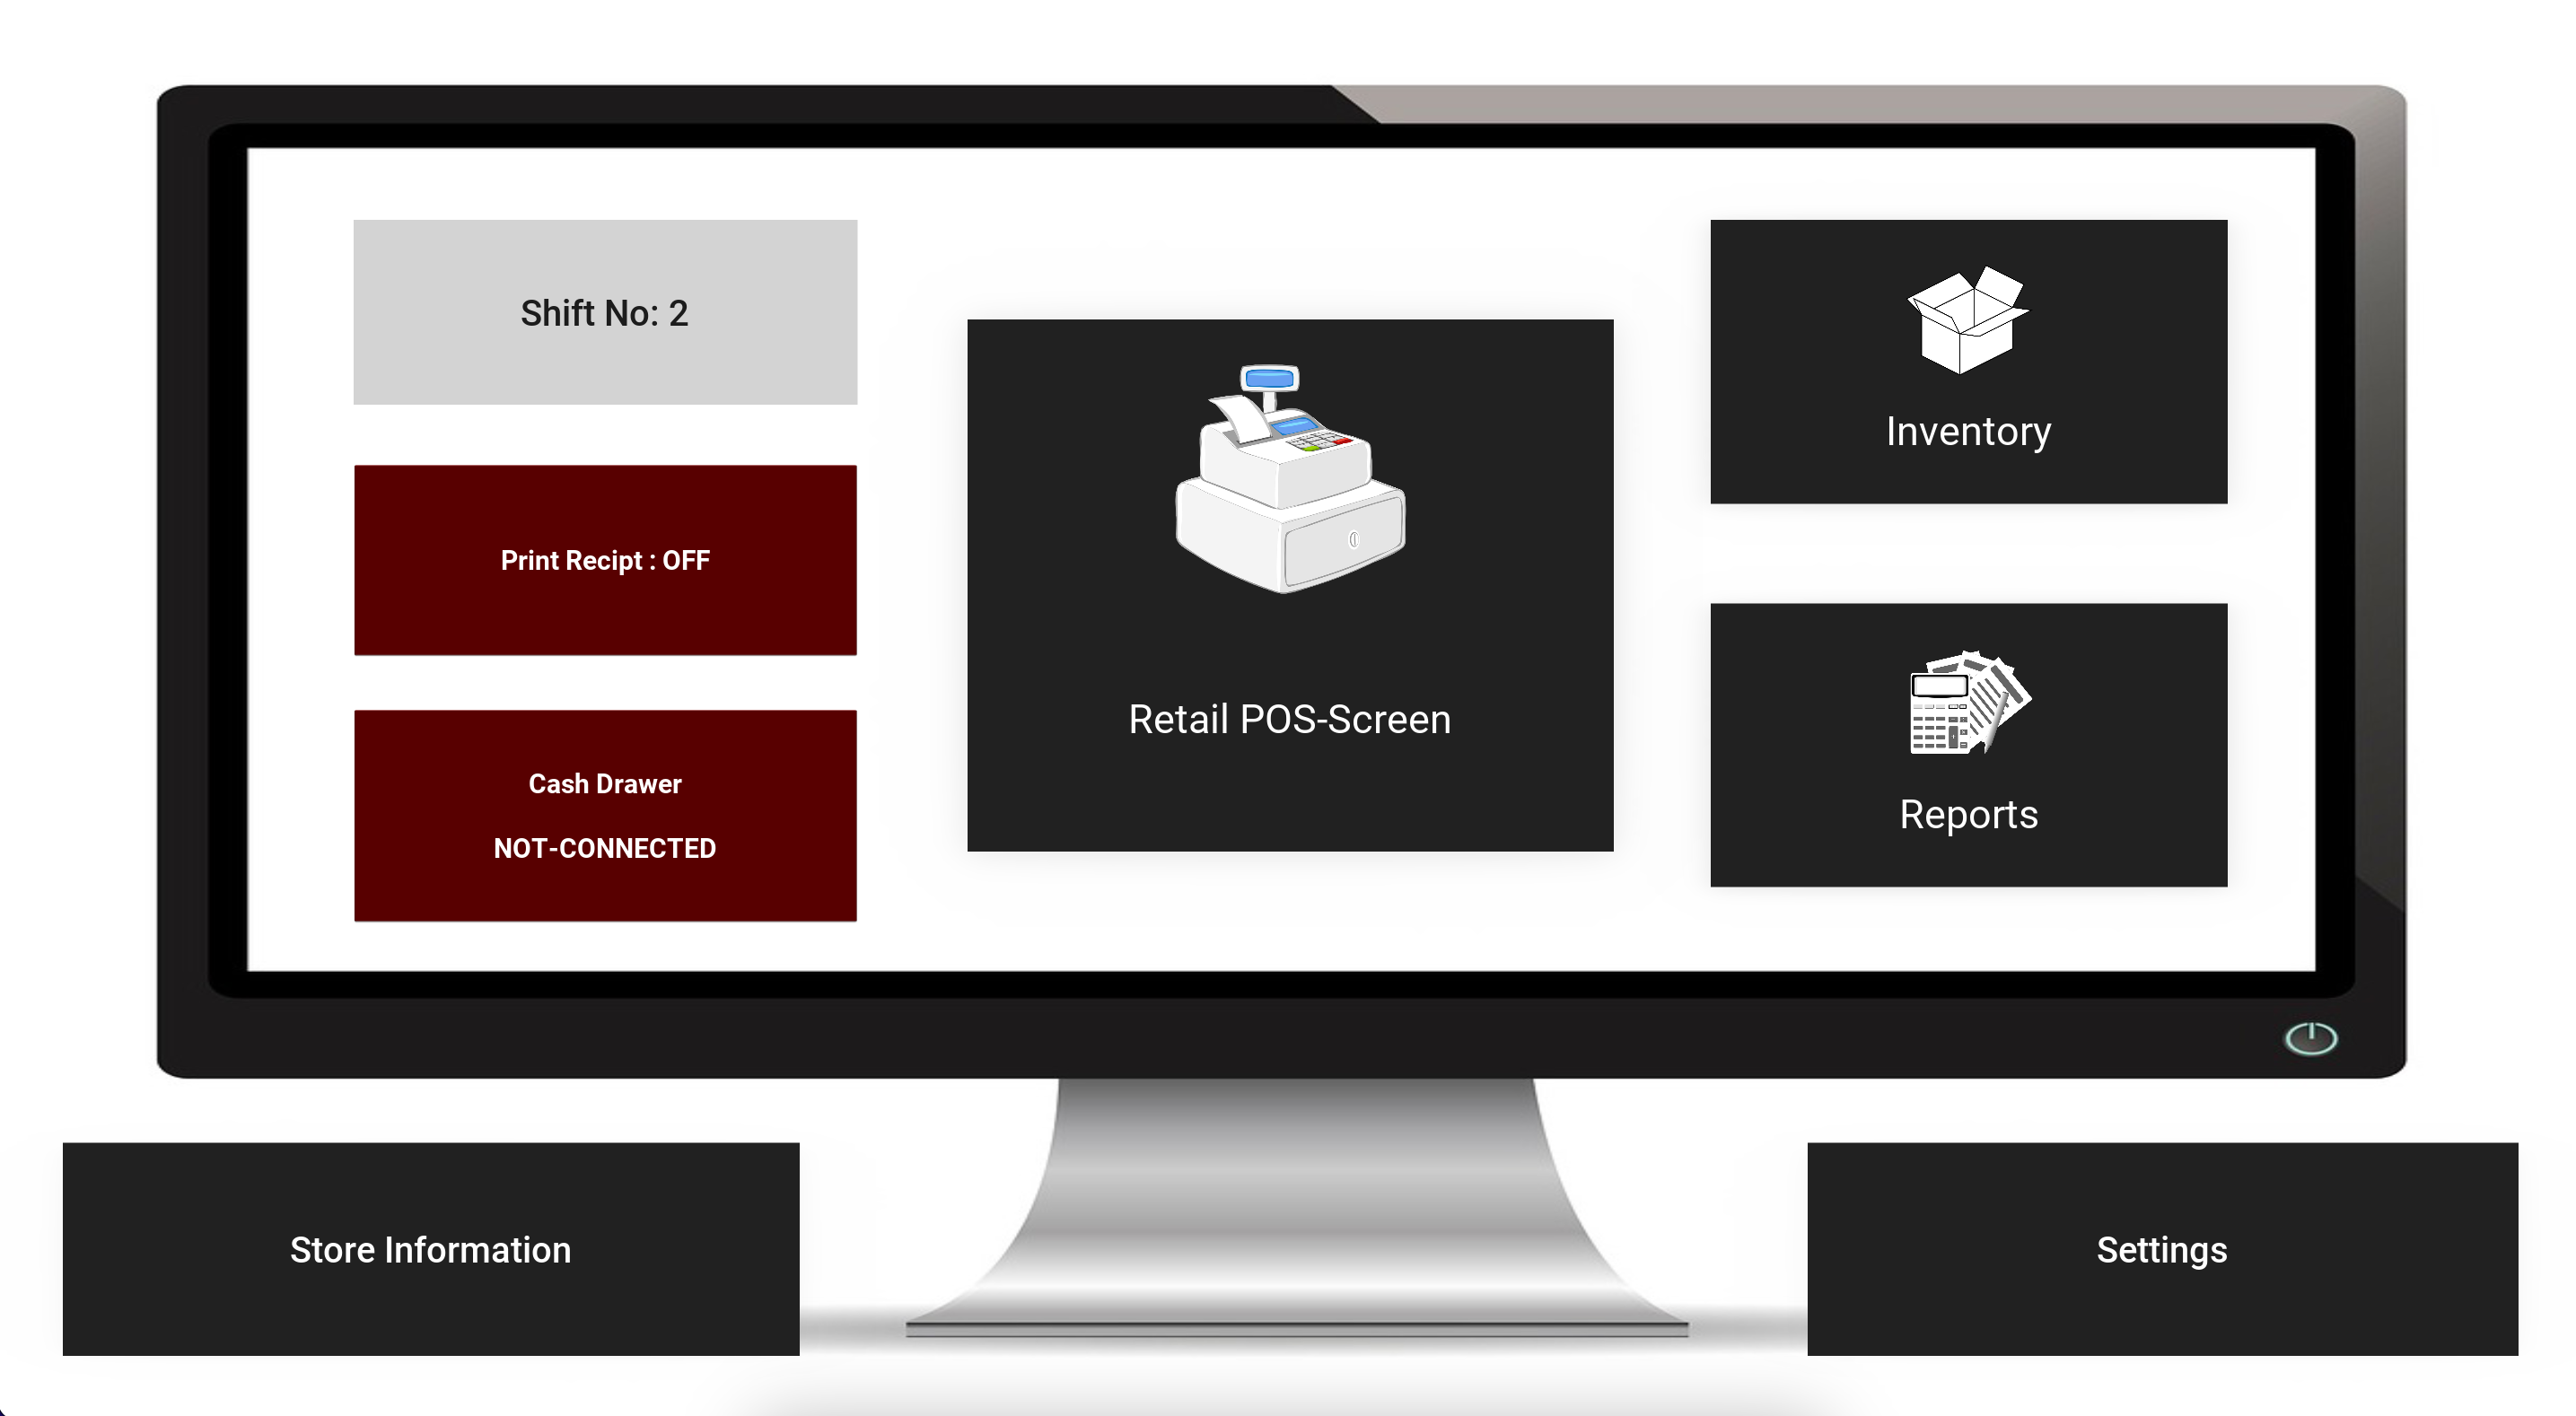 Shift No: 2
Print Recipt : OFF
Cash Drawer
NOT-CONNECTED
Retail POS-Screen
Inventory
Reports
Store Information
Settings